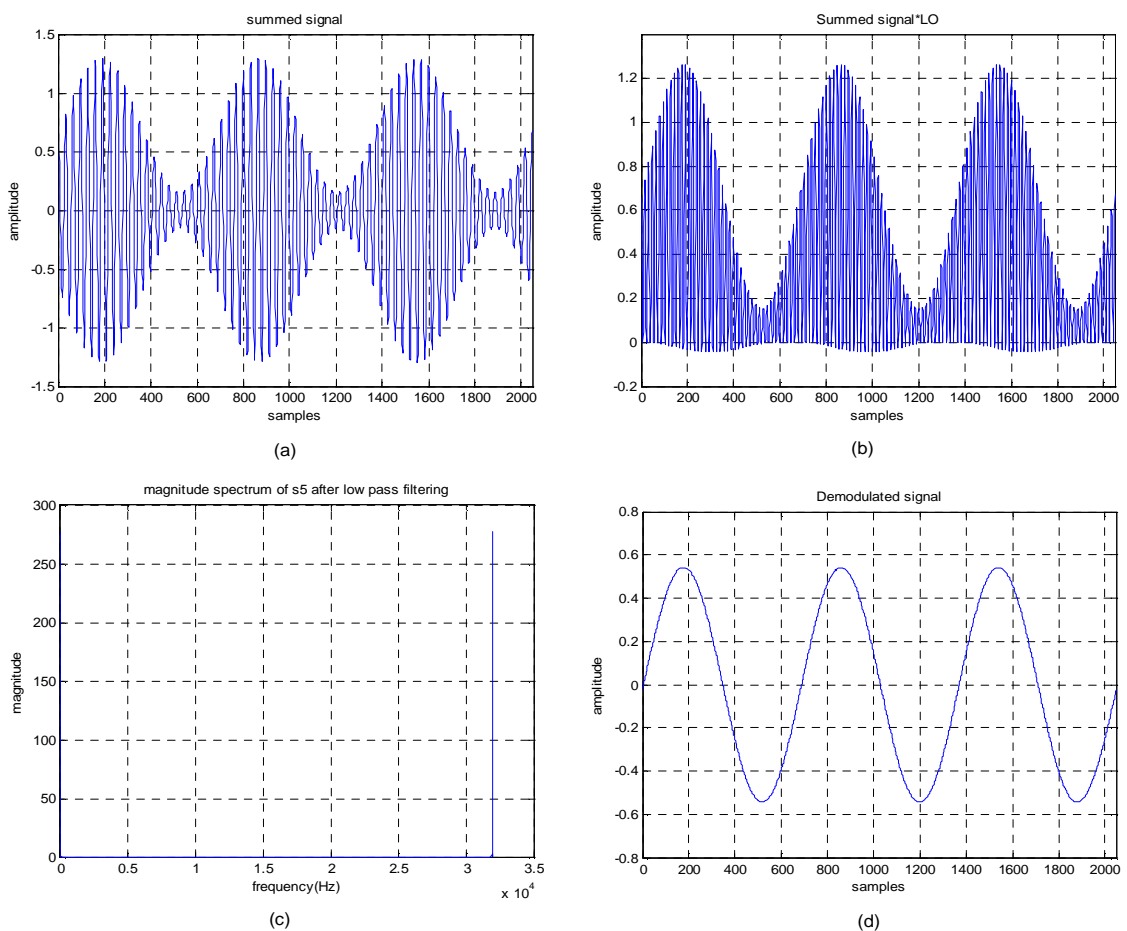 summed signal
1.5
1
0.5
0
-0.5
-1
-1.5
amplitude
0 200 400 600 800 1000 1200 1400 1600 1800 2000
samples
(a)
Summed signal*LO
1.2
1
0.8
0.6
0.4
0.2
0
-0.2
amplitude
0 200 400 600 800 1000 1200 1400 1600 1800 2000
samples
(b)
magnitude spectrum of s5 after low pass filtering
300
250
200
150
100
50
0
magnitude
0 0.5 1 1.5 2 2.5 3 3.5
x 10^4
frequency(Hz)
(c)
Demodulated signal
0.8
0.6
0.4
0.2
0
-0.2
-0.4
-0.6
-0.8
amplitude
0 200 400 600 800 1000 1200 1400 1600 1800 2000
samples
(d)